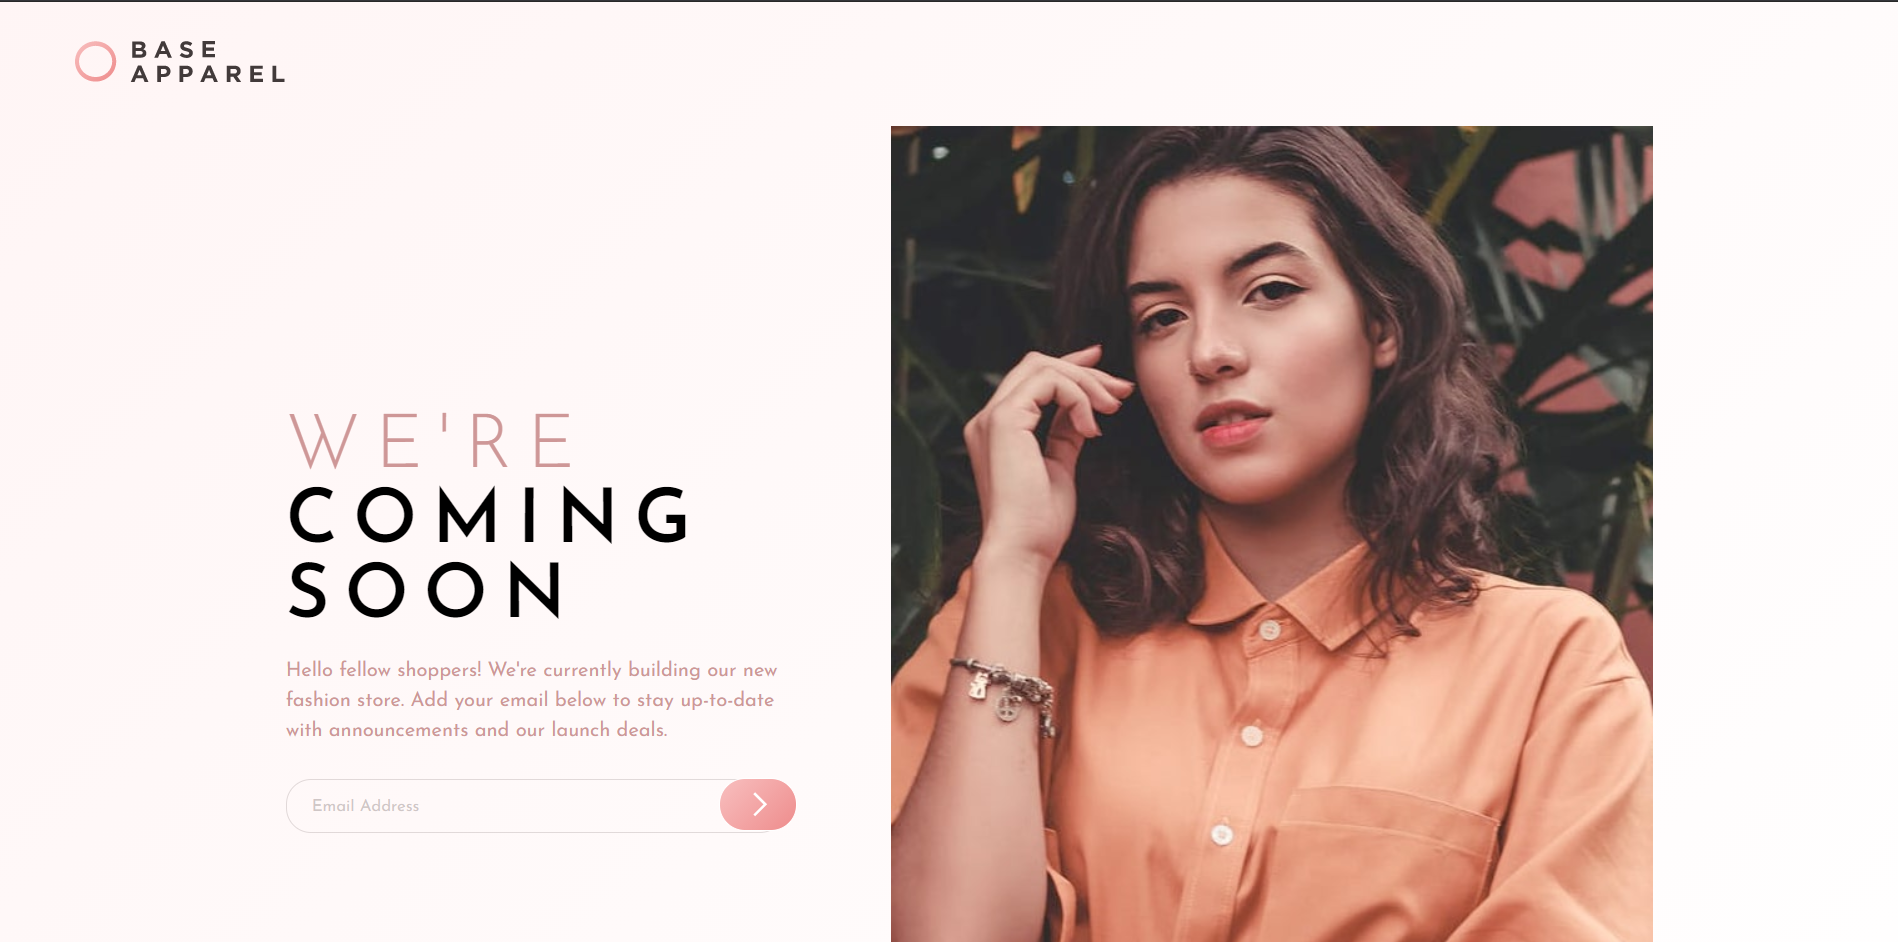 BASE
APPAREL
WE'RE
COMING
SOON
Hello fellow shoppers! We're currently building our new
fashion store. Add your email below to stay up-to-date
with announcements and our launch deals.
Email Address